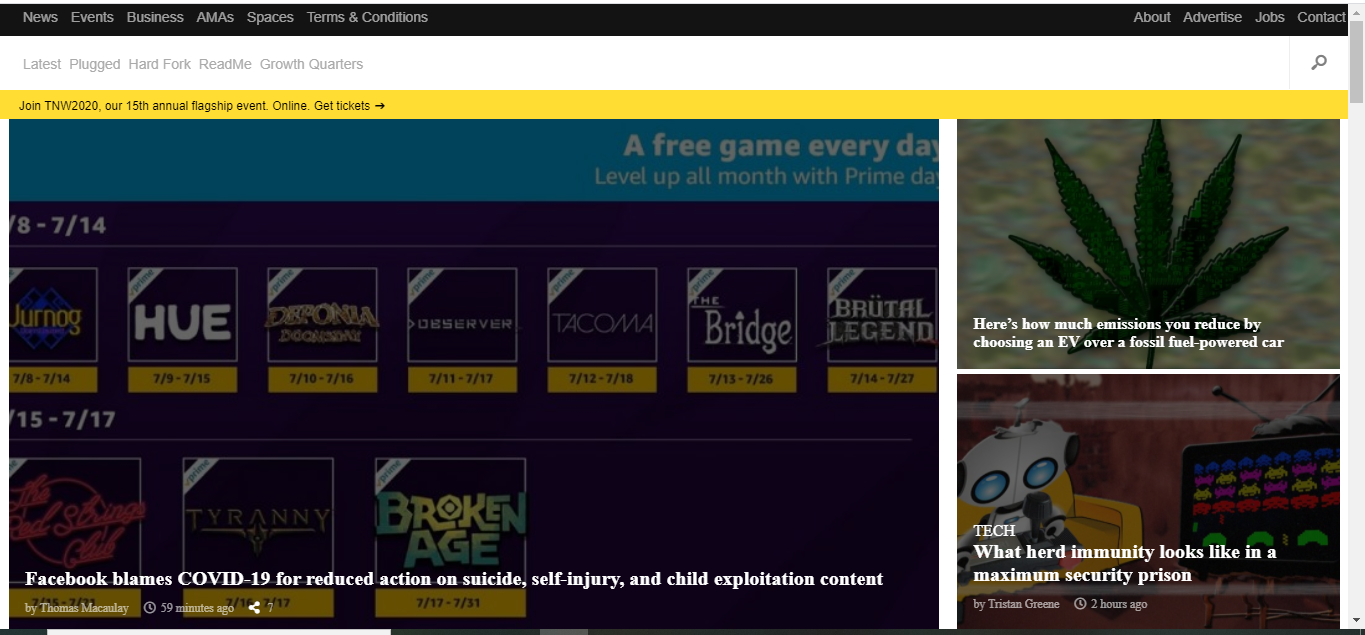 News Events Business AMAs Spaces Terms & Conditions About Advertise Jobs Contact
Latest Plugged Hard Fork ReadMe Growth Quarters
Join TNW2020, our 15th annual flagship event. Online. Get tickets →
A free game every day
Level up all month with Prime da
/8 - 7/14
prime
HUE
DEPONIA
DOOMSDAY
>OBSERVER_
TACOMA
THE
Bridge
BRÜTAL
LEGEND
7/8 - 7/14
7/9 - 7/15
7/10 - 7/16
7/11 - 7/17
7/12 - 7/18
7/13 - 7/26
7/14 - 7/27
/15 - 7/17
the
Red Strings
Club
TYRANNY
BROKEN
AGE
7/17 - 7/31
Facebook blames COVID-19 for reduced action on suicide, self-injury, and child exploitation content
by Thomas Macaulay 59 minutes ago 7
Here’s how much emissions you reduce by
choosing an EV over a fossil fuel-powered car
TECH
What herd immunity looks like in a
maximum security prison
by Tristan Greene 2 hours ago